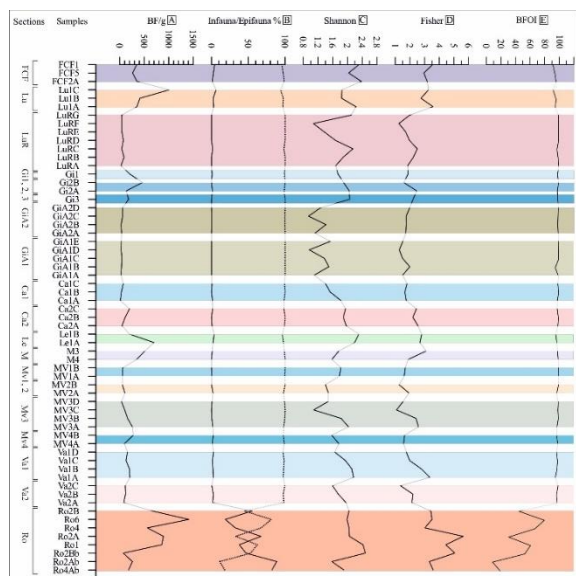 Sections Samples BF/g A Infauna/Epifauna % B Shannon C Fisher D BFOI E
0 500 1000 0 50 100 0.8 1.2 1.6 2 2.4 2.8 1 2 3 4 5 6 20 40 60 80 100
FCF
FCF1
FCF5
FCF2A
Lu
Lu1C
Lu1B
Lu1A
LuR
LuRG
LuRF
LuRE
LuRD
LuRC
LuRB
LuRA
Gi1, 2, 3
Gi1
Gi2B
Gi2A
Gi3
GiA2
GiA2D
GiA2C
GiA2B
GiA2A
GiA1
GiA1E
GiA1D
GiA1C
GiA1B
GiA1A
Ca1
Ca1C
Ca1B
Ca1A
Ca2
Ca2C
Ca2B
Ca2A
Le
Le1B
Le1A
M
M3
M4
Mv1, 2
MV1B
MV1A
MV2B
MV2A
Mv3
MV3D
MV3C
MV3B
MV3A
Mv4
MV4B
MV4A
Va1
Va1D
Va1C
Va1B
Va1A
Va2
Va2C
Va2B
Va2A
Ro
Ro2B
Ro6
Ro4
Ro2A
Ro1
Ro2Bb
Ro2Ab
Ro4Ab